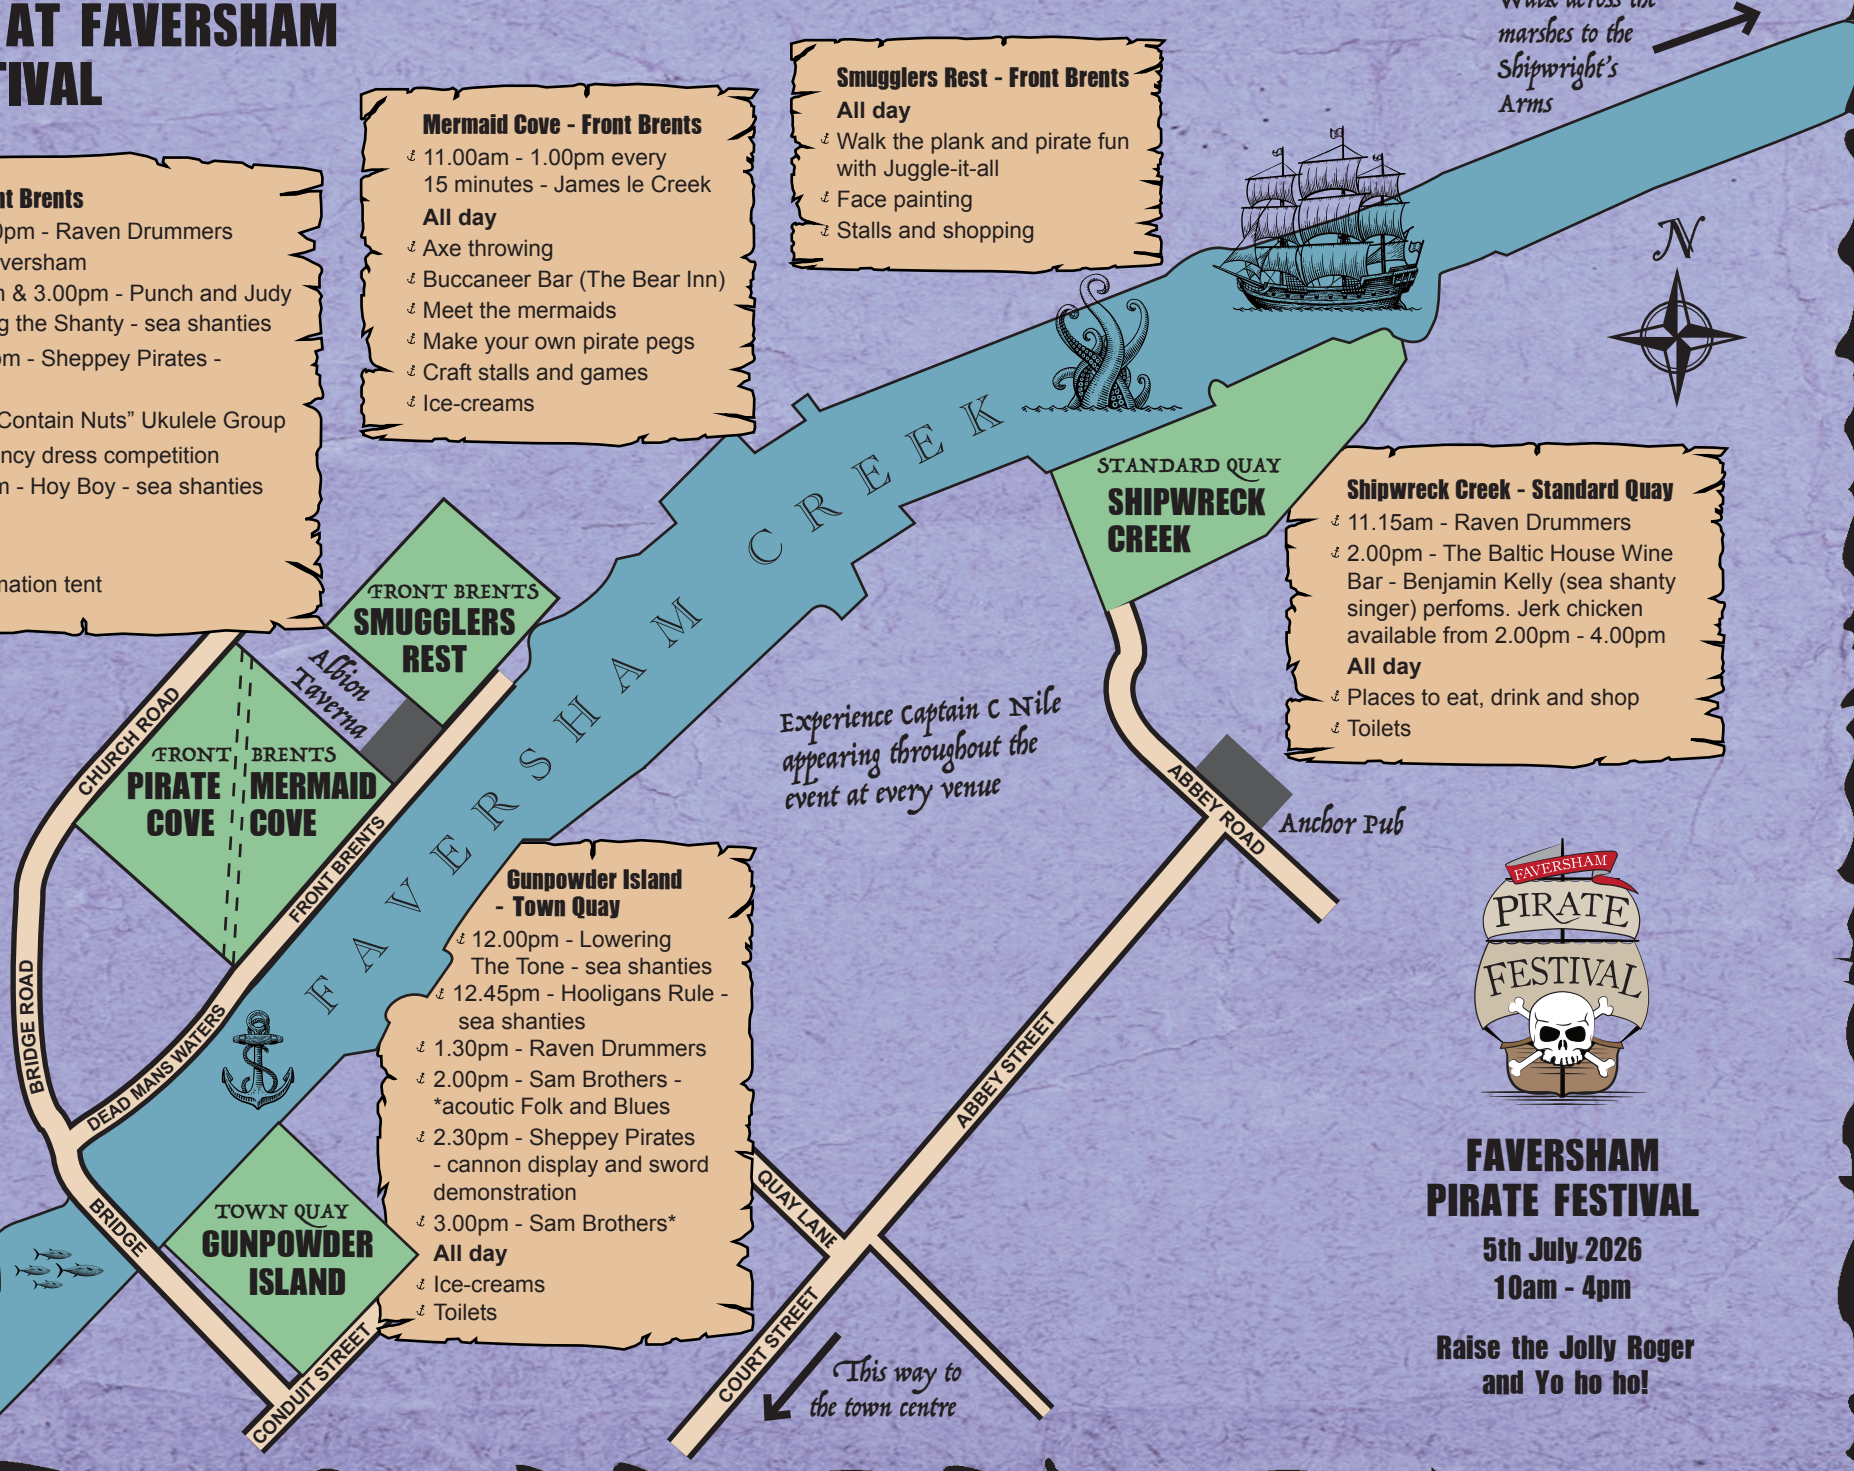 AT FAVERSHAM
TIVAL
nt Brents
0pm - Raven Drummers
versham
n & 3.00pm - Punch and Judy
g the Shanty - sea shanties
om - Sheppey Pirates -
Contain Nuts” Ukulele Group
ncy dress competition
n - Hoy Boy - sea shanties
mation tent
Mermaid Cove - Front Brents
11.00am - 1.00pm every
15 minutes - James le Creek
All day
Axe throwing
Buccaneer Bar (The Bear Inn)
Meet the mermaids
Make your own pirate pegs
Craft stalls and games
Ice-creams
Smugglers Rest - Front Brents
All day
Walk the plank and pirate fun
with Juggle-it-all
Face painting
Stalls and shopping
Walk across the
marshes to the
Shipwright's
Arms
N
FAVERSHAM CREEK
STANDARD QUAY
SHIPWRECK
CREEK
Shipwreck Creek - Standard Quay
11.15am - Raven Drummers
2.00pm - The Baltic House Wine
Bar - Benjamin Kelly (sea shanty
singer) perfoms. Jerk chicken
available from 2.00pm - 4.00pm
All day
Places to eat, drink and shop
Toilets
FRONT BRENTS
SMUGGLERS
REST
Albion
Taverna
CHURCH ROAD
FRONT BRENTS
PIRATE
COVE
MERMAID
COVE
FRONT BRENTS
BRIDGE ROAD
DEAD MANS WATERS
BRIDGE
Experience Captain C Nile
appearing throughout the
event at every venue
ABBEY ROAD
Anchor Pub
Gunpowder Island
- Town Quay
12.00pm - Lowering
The Tone - sea shanties
12.45pm - Hooligans Rule -
sea shanties
1.30pm - Raven Drummers
2.00pm - Sam Brothers -
*acoutic Folk and Blues
2.30pm - Sheppey Pirates
- cannon display and sword
demonstration
3.00pm - Sam Brothers*
All day
Ice-creams
Toilets
TOWN QUAY
GUNPOWDER
ISLAND
CONDUIT STREET
QUAY LANE
ABBEY STREET
COURT STREET
This way to
the town centre
FAVERSHAM
PIRATE
FESTIVAL
FAVERSHAM
PIRATE FESTIVAL
5th July 2026
10am - 4pm
Raise the Jolly Roger
and Yo ho ho!